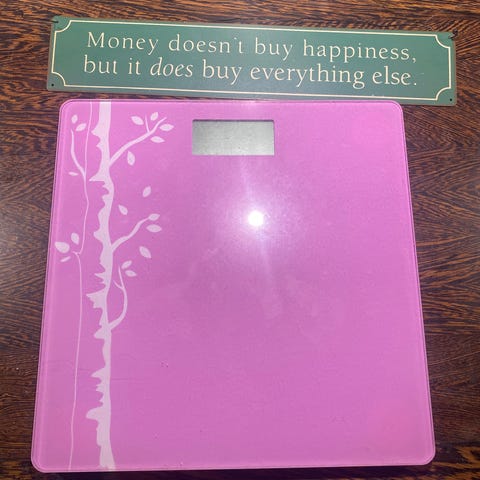 Money doesn't buy happiness,
but it does buy everything else.